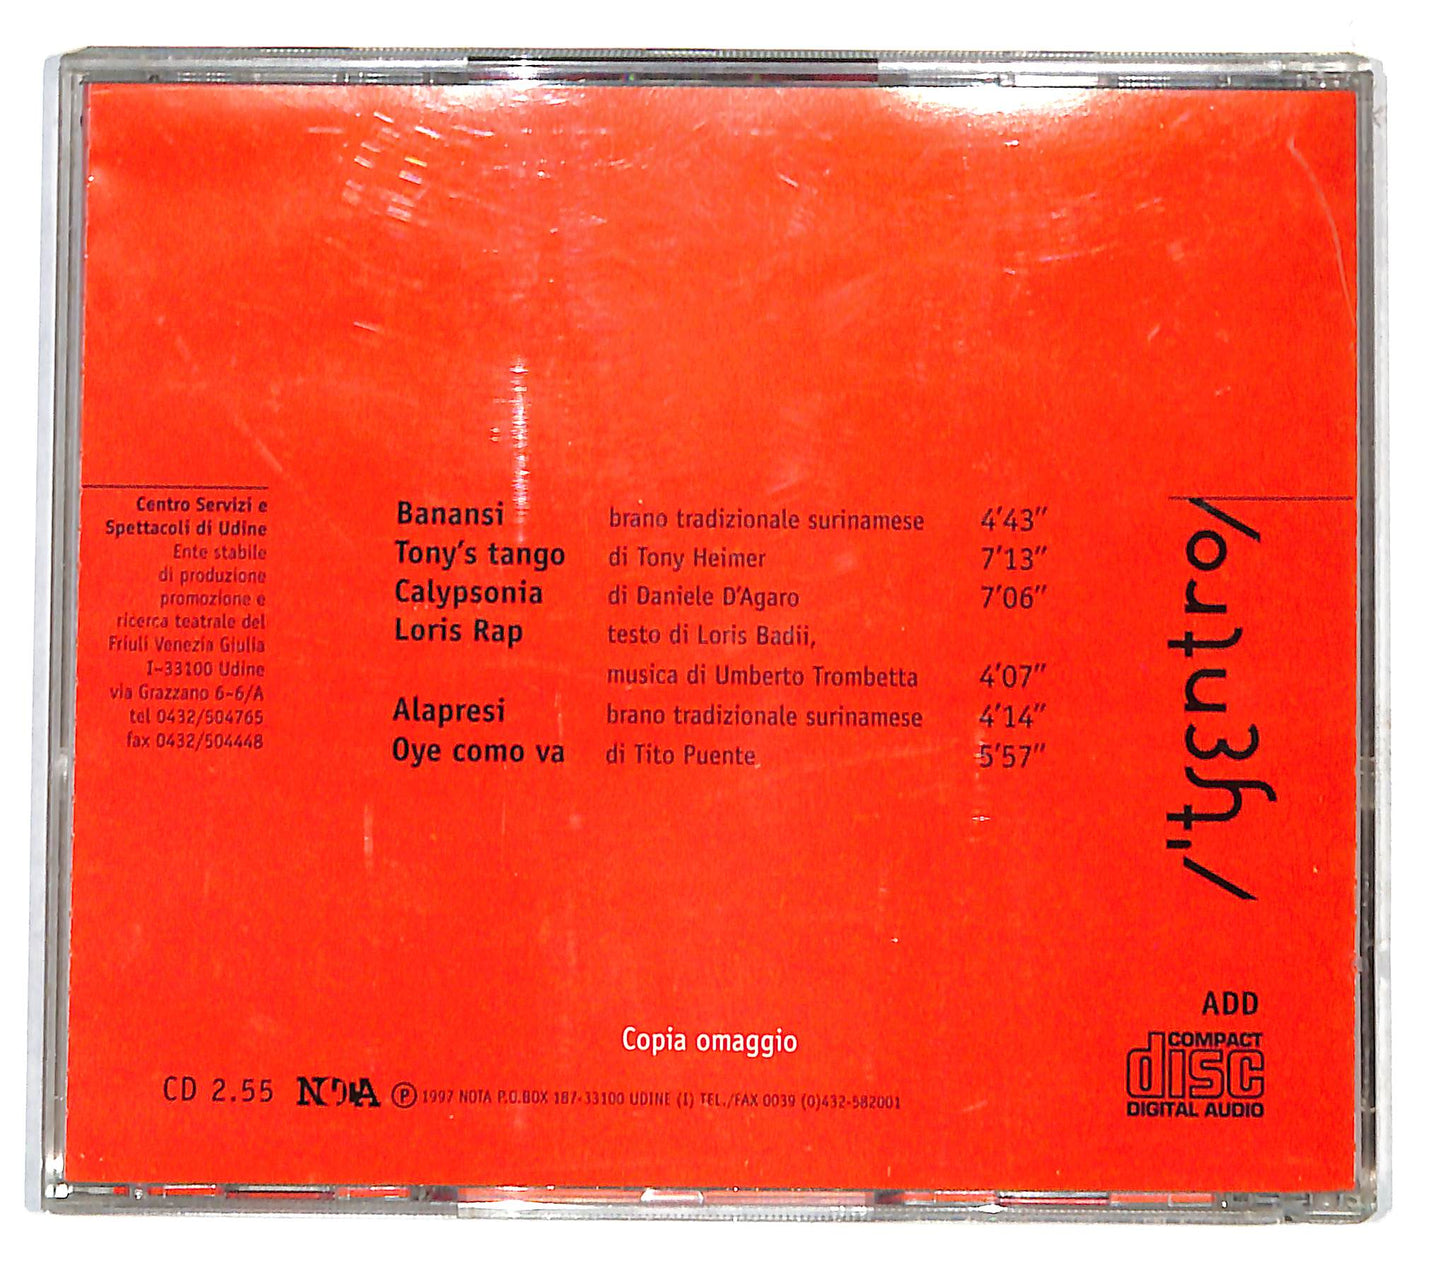 Centro Servizi e
Spettacoli di Udine
Ente stabile
di produzione
promozione e
ricerca teatrale del
Friuli Venezia Giulia
I-33100 Udine
via Grazzano 6-6/A
tel 0432/504765
fax 0432/504448
Banansi brano tradizionale surinamese 4'43"
Tony's tango di Tony Heimer 7'13"
Calypsonia di Daniele D'Agaro 7'06"
Loris Rap testo di Loris Badii,
musica di Umberto Trombetta 4'07"
Alapresi brano tradizionale surinamese 4'14"
Oye como va di Tito Puente 5'57"
/'ʧɛntro/
ADD
COMPACT
disc
DIGITAL AUDIO
Copia omaggio
CD 2.55 NOTA ℗ 1997 NOTA P.O.BOX 187-33100 UDINE (I) TEL./FAX 0039 (0)432-582001